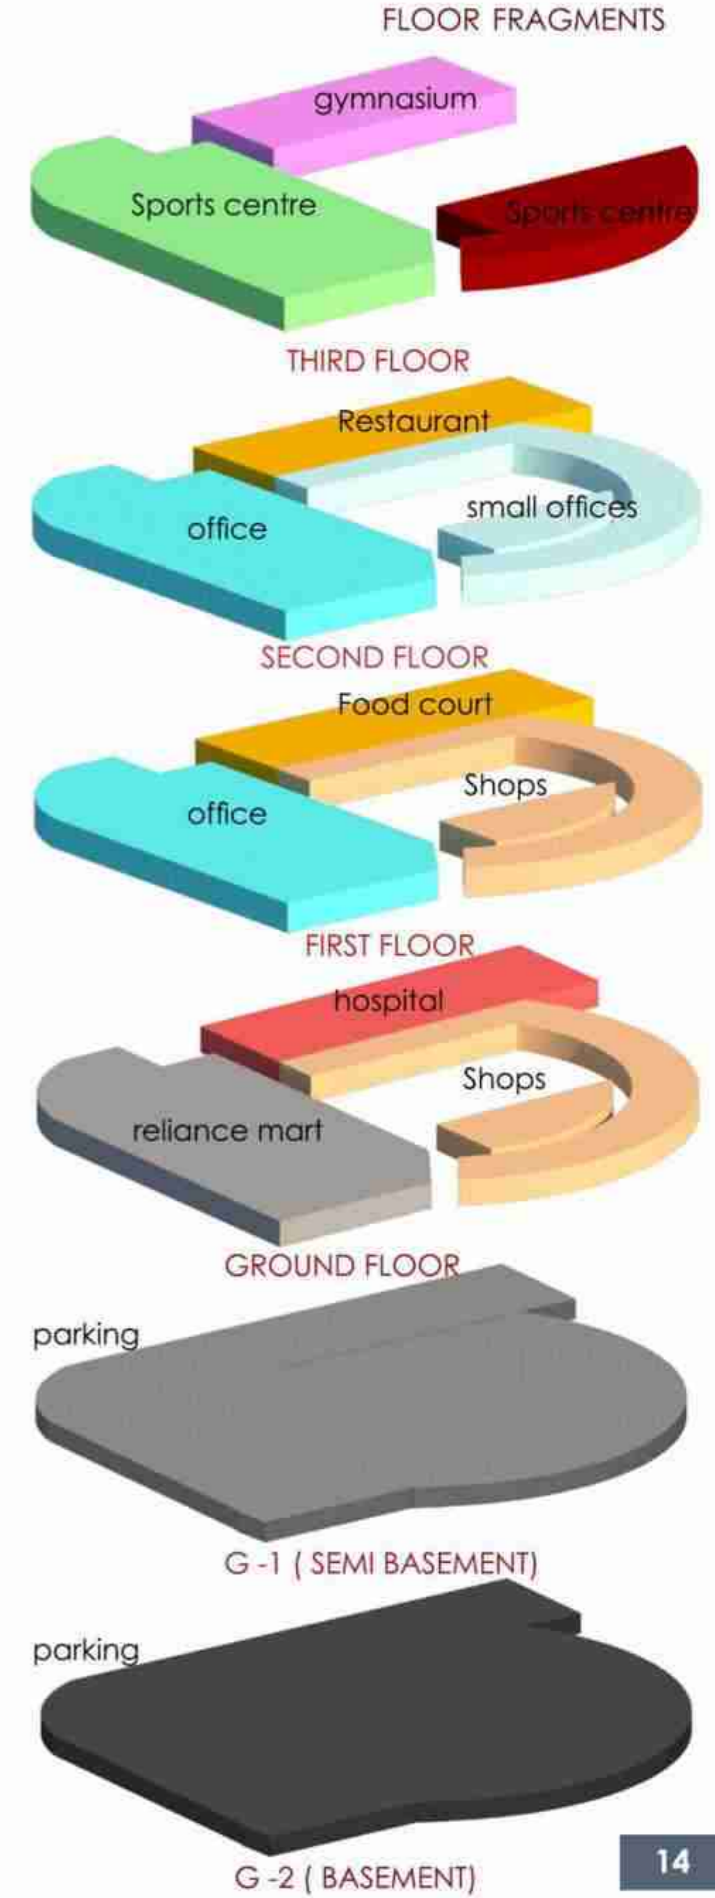 FLOOR FRAGMENTS
gymnasium
Sports centre
Sports centre
THIRD FLOOR
Restaurant
small offices
office
SECOND FLOOR
Food court
Shops
office
FIRST FLOOR
hospital
Shops
reliance mart
GROUND FLOOR
parking
G -1 ( SEMI BASEMENT)
parking
G -2 ( BASEMENT)
14